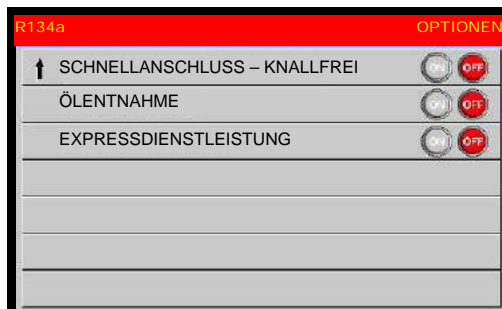 R134a OPTIONEN
SCHNELLANSCHLUSS – KNALLFREI ON OFF
ÖLENTNAHME ON OFF
EXPRESSDIENSTLEISTUNG ON OFF